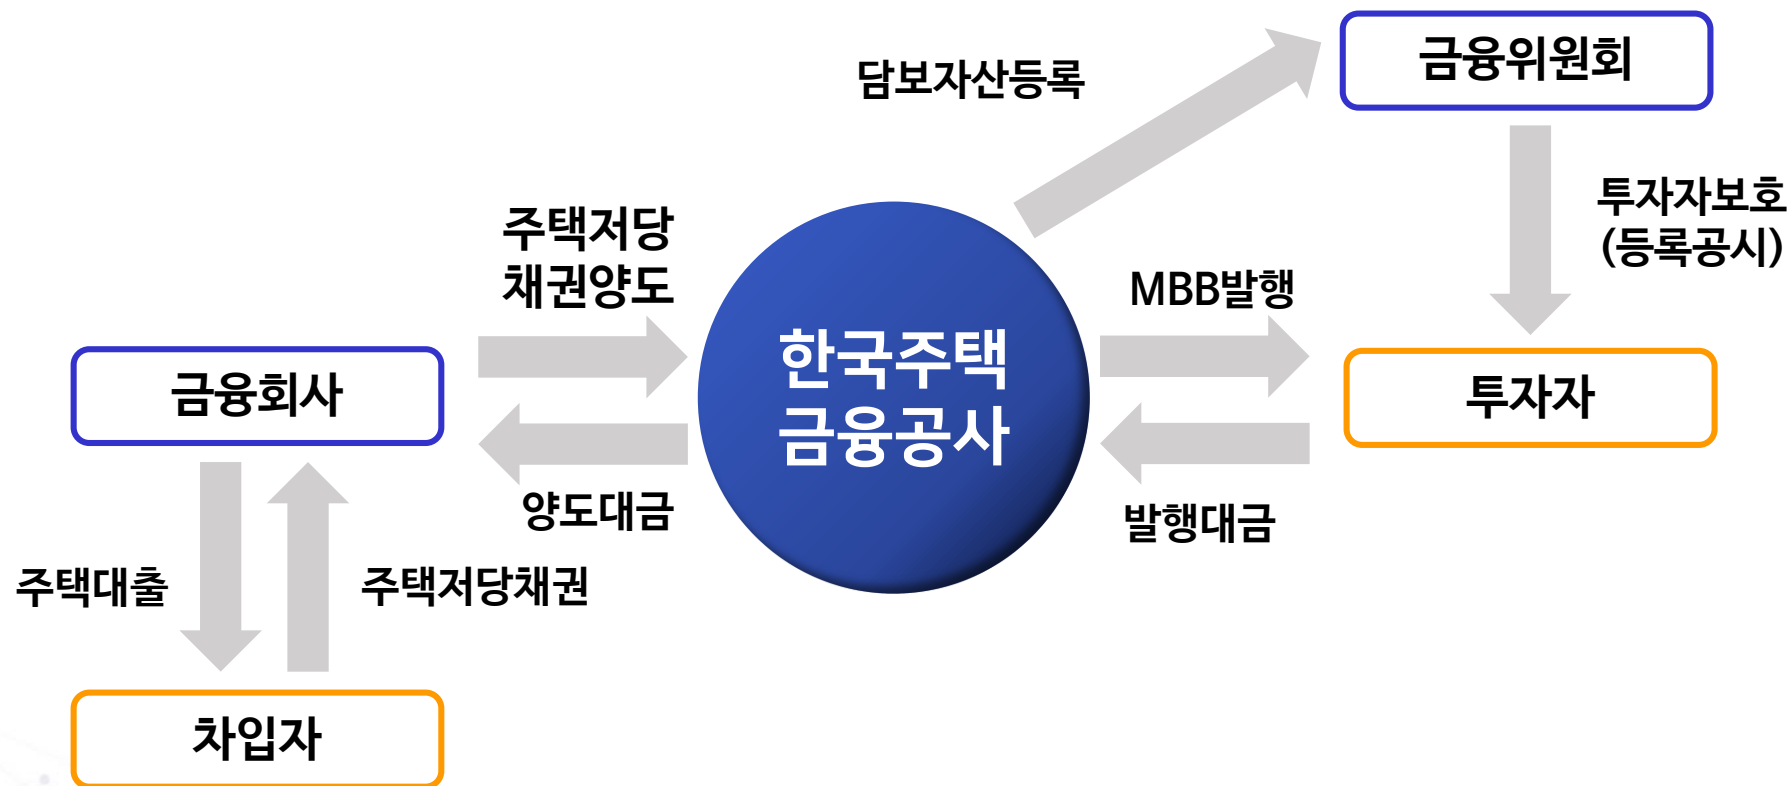 금융위원회
담보자산등록
투자자보호
(등록공시)
주택저당
채권양도
MBB발행
한국주택
금융공사
금융회사
투자자
양도대금
발행대금
주택대출
주택저당채권
차입자